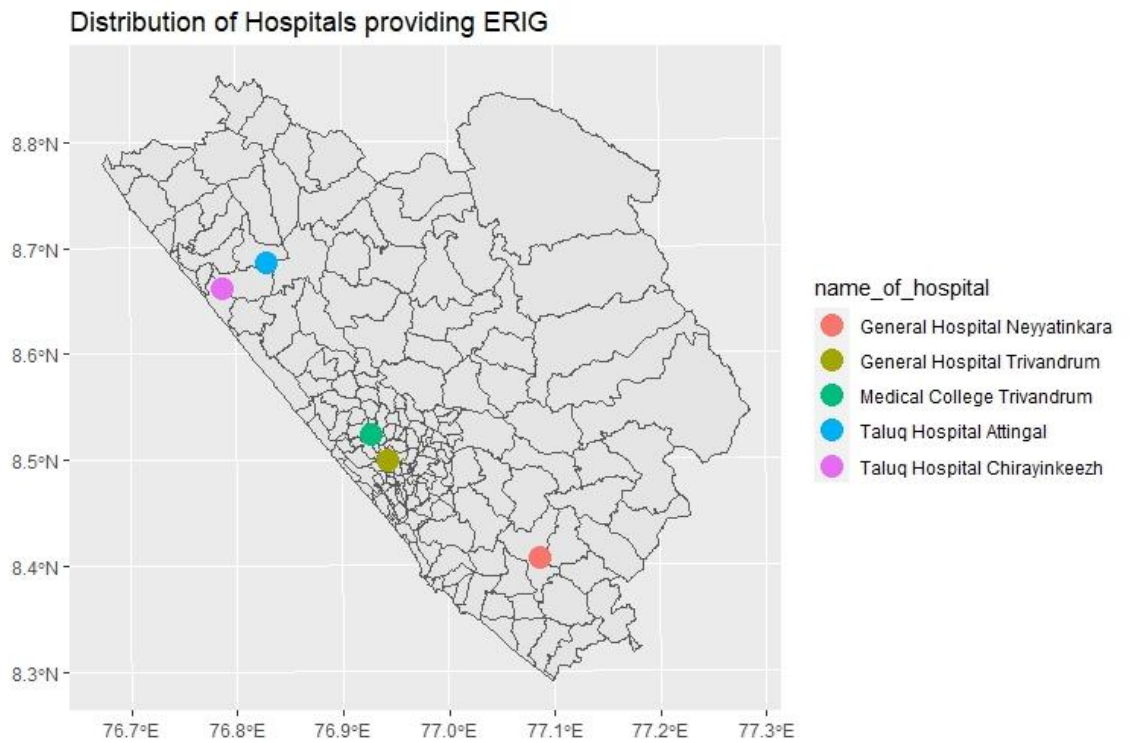 Distribution of Hospitals providing ERIG
8.8°N
8.7°N
8.6°N
8.5°N
8.4°N
8.3°N
76.7°E 76.8°E 76.9°E 77.0°E 77.1°E 77.2°E 77.3°E
name_of_hospital
General Hospital Neyyatinkara
General Hospital Trivandrum
Medical College Trivandrum
Taluq Hospital Attingal
Taluq Hospital Chirayinkeezh